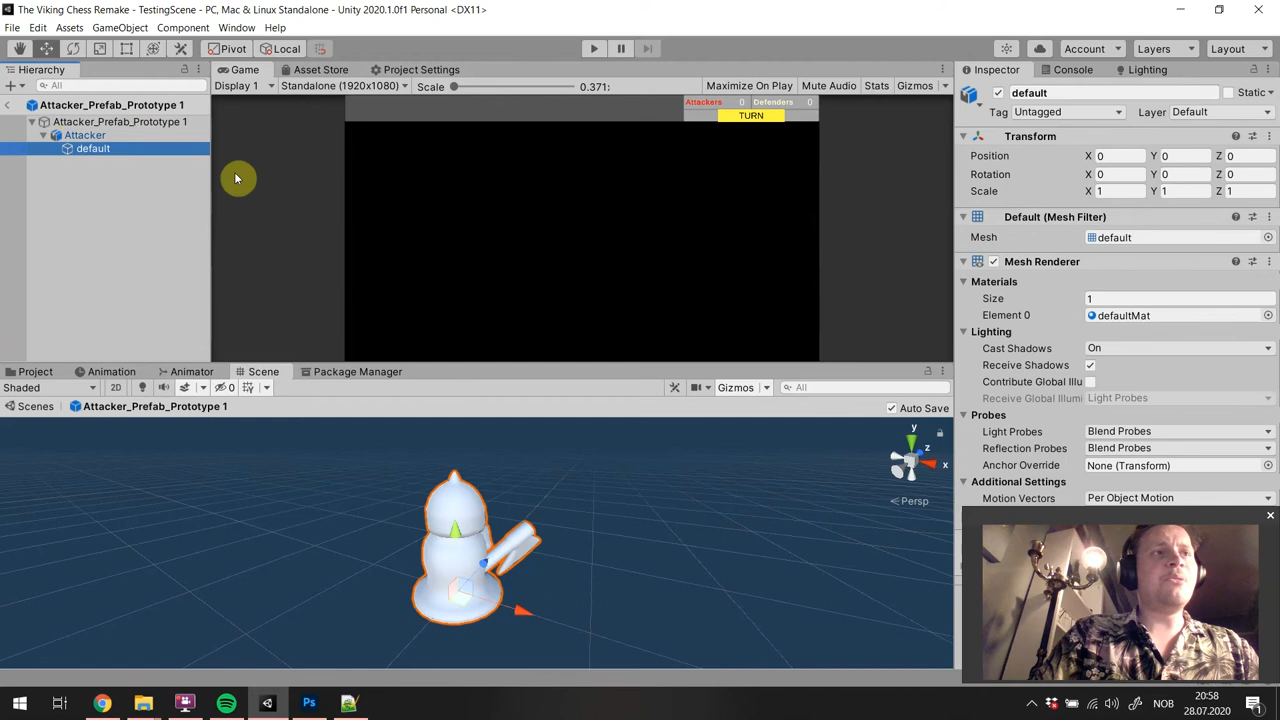 The Viking Chess Remake - TestingScene - PC, Mac & Linux Standalone - Unity 2020.1.0f1 Personal <DX11>
File Edit Assets GameObject Component Window Help
Pivot Local Account Layers Layout
Hierarchy Game Asset Store Project Settings Inspector Console Lighting
All Display 1 Standalone (1920x1080) Scale 0.371: Maximize On Play Mute Audio Stats Gizmos default Static
Attacker_Prefab_Prototype 1 Attackers 0 Defenders 0 Tag Untagged Layer Default
TURN
Attacker_Prefab_Prototype 1
Attacker
default
Transform
Position X 0 Y 0 Z 0
Rotation X 0 Y 0 Z 0
Scale X 1 Y 1 Z 1
Default (Mesh Filter)
Mesh default
Mesh Renderer
Materials
Size 1
Element 0 defaultMat
Lighting
Cast Shadows On
Receive Shadows
Contribute Global Illu
Receive Global Illumi Light Probes
Probes
Light Probes Blend Probes
Reflection Probes Blend Probes
Anchor Override None (Transform)
Additional Settings
Motion Vectors Per Object Motion
Project Animation Animator Scene Package Manager
Shaded 2D 0 Gizmos All
Scenes Attacker_Prefab_Prototype 1 Auto Save
y
z
x
Persp
Ps NOB 20:58
28.07.2020
1